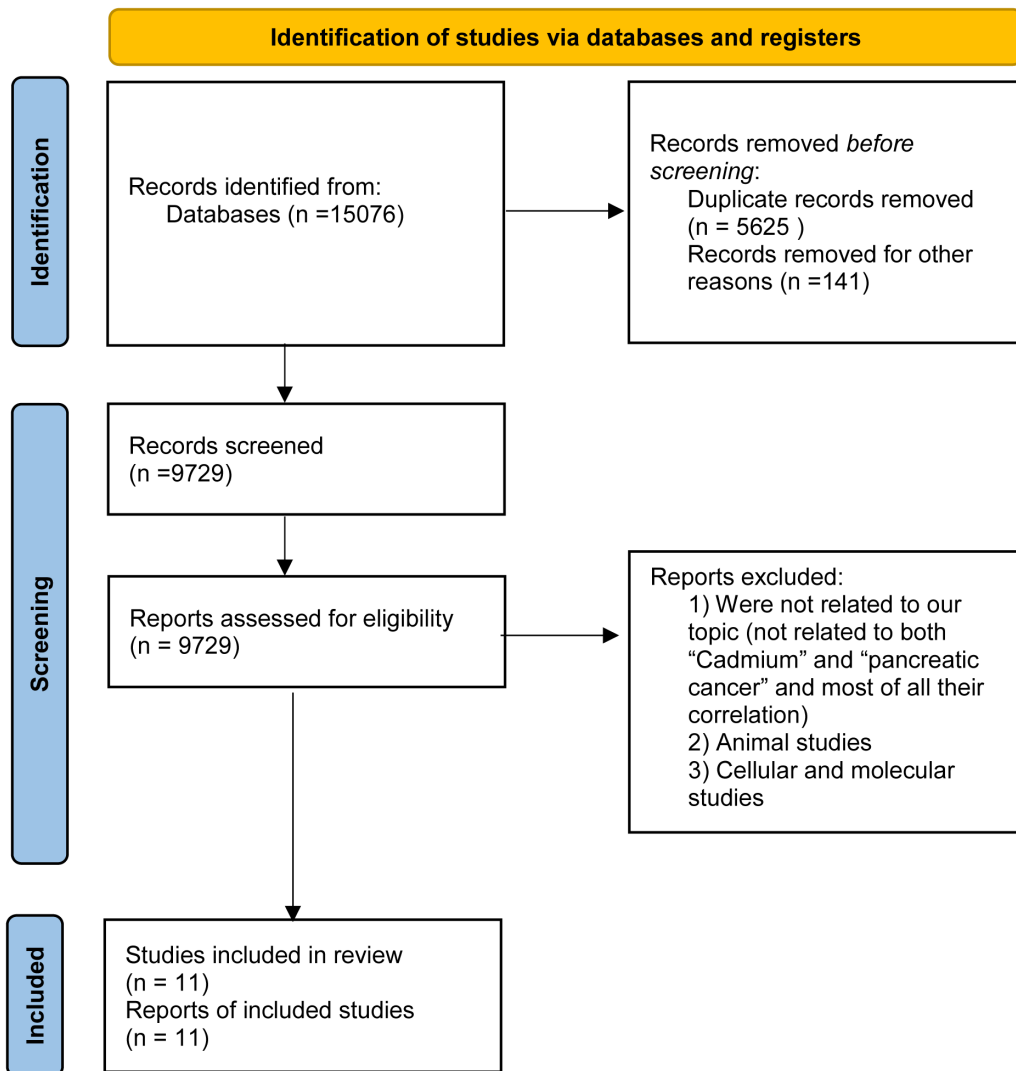 Identification of studies via databases and registers
Identification
Records identified from:
Databases (n =15076)
Records removed before
screening:
Duplicate records removed
(n = 5625 )
Records removed for other
reasons (n =141)
Screening
Records screened
(n =9729)
Reports assessed for eligibility
(n = 9729)
Reports excluded:
1) Were not related to our
topic (not related to both
“Cadmium” and “pancreatic
cancer” and most of all their
correlation)
2) Animal studies
3) Cellular and molecular
studies
Included
Studies included in review
(n = 11)
Reports of included studies
(n = 11)